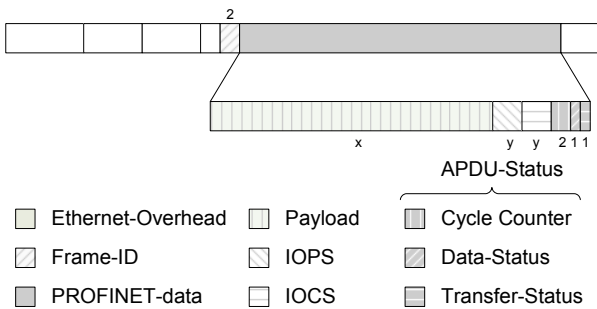 2
x y y 2 1 1
APDU-Status
Ethernet-Overhead Payload Cycle Counter
Frame-ID IOPS Data-Status
PROFINET-data IOCS Transfer-Status